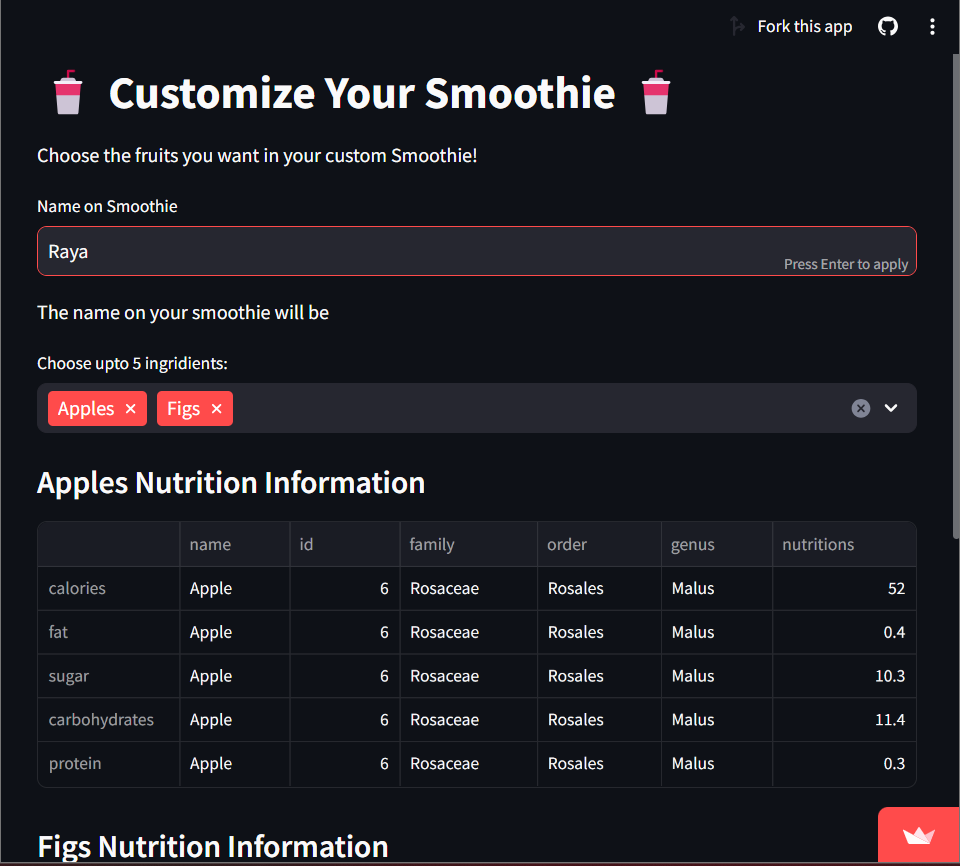 Fork this app
Customize Your Smoothie
Choose the fruits you want in your custom Smoothie!
Name on Smoothie
Raya
Press Enter to apply
The name on your smoothie will be
Choose upto 5 ingridients:
Apples × Figs ×
Apples Nutrition Information
name id family order genus nutritions
calories Apple 6 Rosaceae Rosales Malus 52
fat Apple 6 Rosaceae Rosales Malus 0.4
sugar Apple 6 Rosaceae Rosales Malus 10.3
carbohydrates Apple 6 Rosaceae Rosales Malus 11.4
protein Apple 6 Rosaceae Rosales Malus 0.3
Figs Nutrition Information